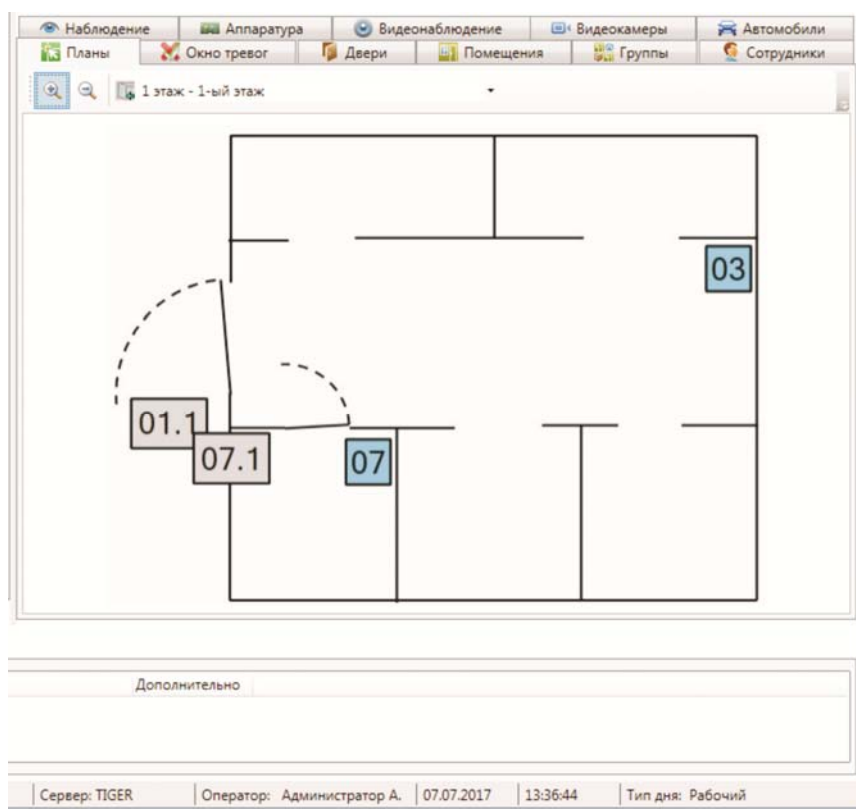 Наблюдение Аппаратура Видеонаблюдение Видеокамеры Автомобили
Планы Окно тревог Двери Помещения Группы Сотрудники
1 этаж - 1-ый этаж
03
01.1
07.1
07
Дополнительно
Сервер: TIGER Оператор: Администратор А. 07.07.2017 13:36:44 Тип дня: Рабочий